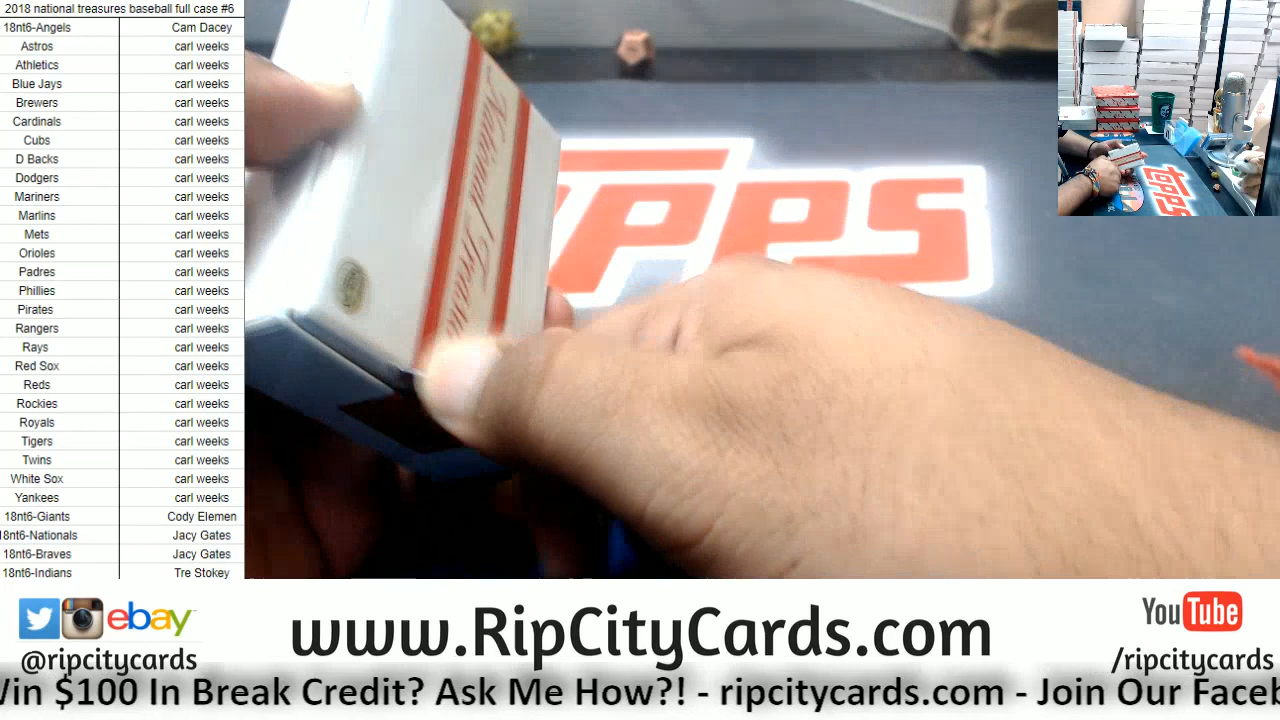 2018 national treasures baseball full case #6
18nt6-Angels Cam Dacey
Astros carl weeks
Athletics carl weeks
Blue Jays carl weeks
Brewers carl weeks
Cardinals carl weeks
Cubs carl weeks
D Backs carl weeks
Dodgers carl weeks
Mariners carl weeks
Marlins carl weeks
Mets carl weeks
Orioles carl weeks
Padres carl weeks
Phillies carl weeks
Pirates carl weeks
Rangers carl weeks
Rays carl weeks
Red Sox carl weeks
Reds carl weeks
Rockies carl weeks
Royals carl weeks
Tigers carl weeks
Twins carl weeks
White Sox carl weeks
Yankees carl weeks
18nt6-Giants Cody Elemen
18nt6-Nationals Jacy Gates
18nt6-Braves Jacy Gates
18nt6-Indians Tre Stokey
National Treasu
Topps
Topps
ebay
@ripcitycards
www.RipCityCards.com
YouTube
/ripcitycards
Win $100 In Break Credit? Ask Me How?! - ripcitycards.com - Join Our Faceb